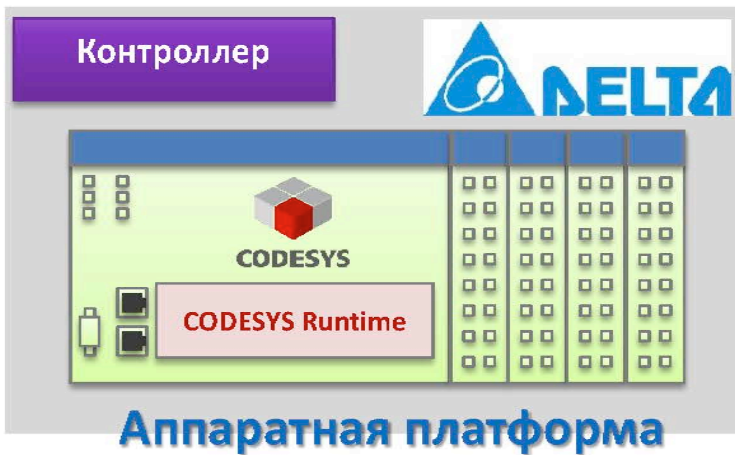 Контроллер
DELTA
CODESYS
CODESYS Runtime
Аппаратная платформа